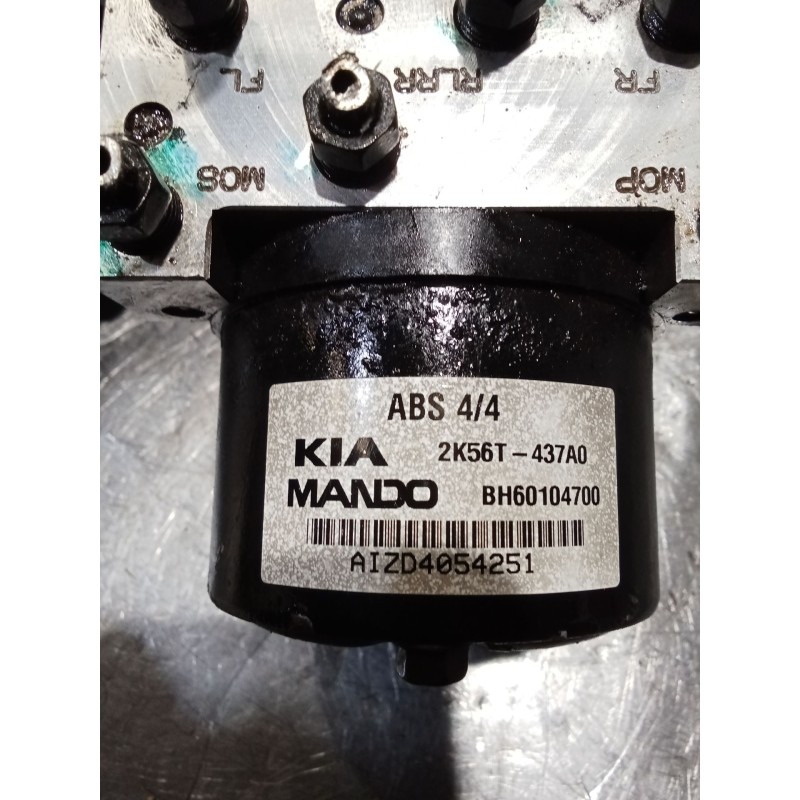 FL RLRR FR
MOS MOP
ABS 4/4
KIA 2K56T-437A0
MANDO BH60104700
AIZD4054251